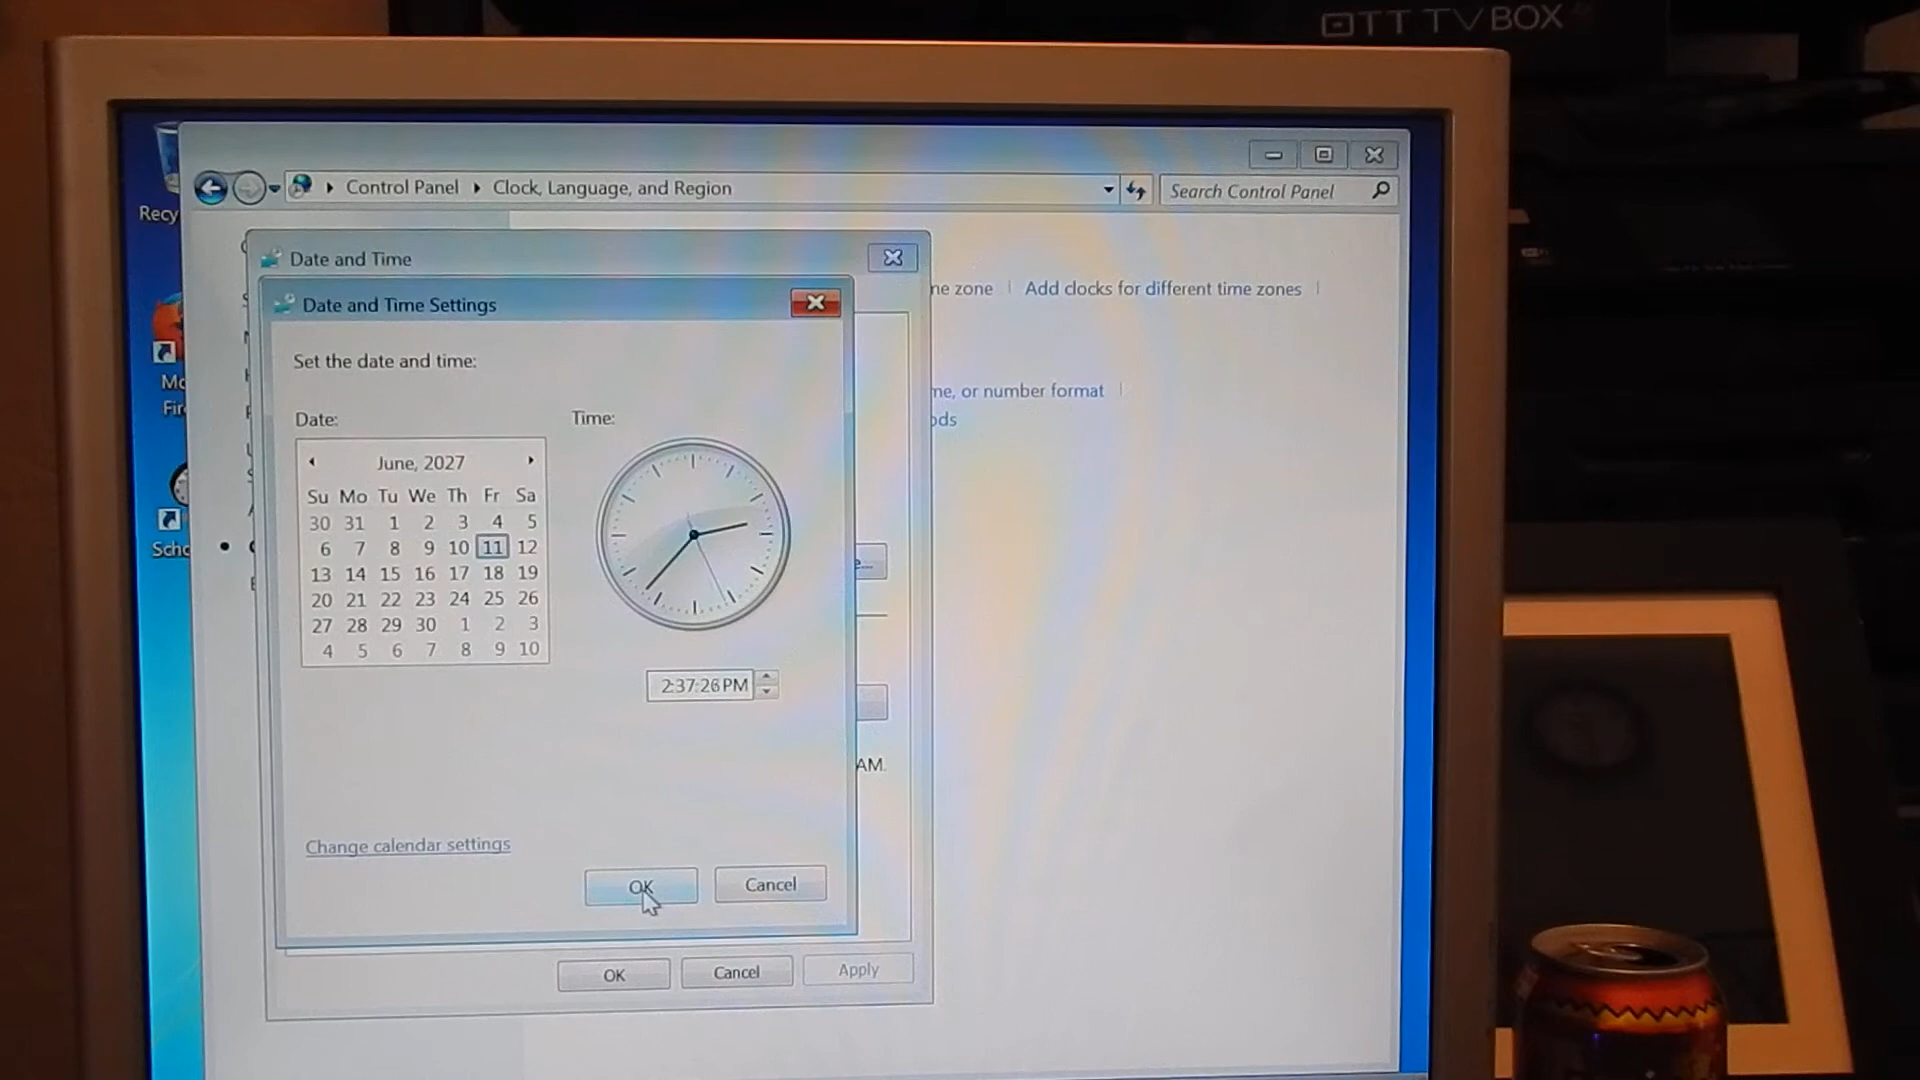 OTT TV BOX
Control Panel Clock, Language, and Region
Search Control Panel
Recy
Date and Time
ne zone
Add clocks for different time zones
Date and Time Settings
Set the date and time:
me, or number format
ods
Date:
Time:
June, 2027
Su Mo Tu We Th Fr Sa
30 31 1 2 3 4 5
6 7 8 9 10 11 12
13 14 15 16 17 18 19
20 21 22 23 24 25 26
27 28 29 30 1 2 3
4 5 6 7 8 9 10
Mo
Fire
Scho
e...
2:37:26 PM
AM.
Change calendar settings
OK Cancel
OK Cancel Apply